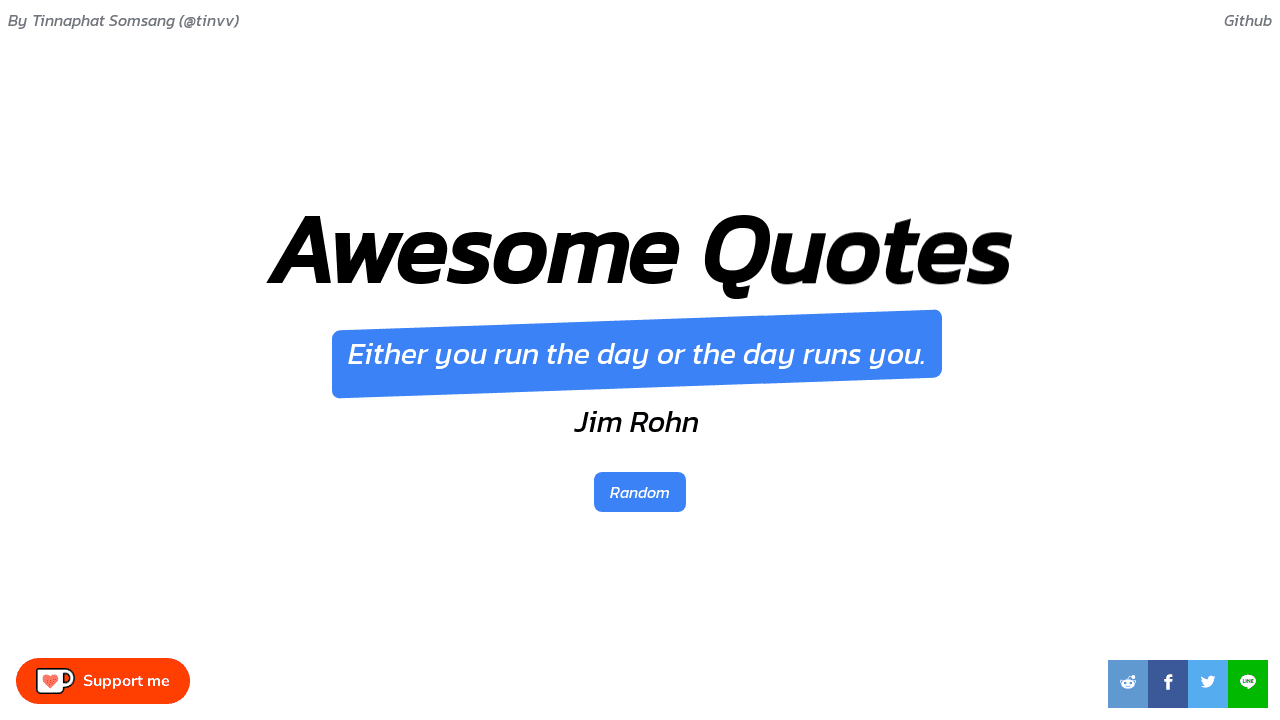 By Tinnaphat Somsang (@tinvv)
Github
Awesome Quotes
Either you run the day or the day runs you.
Jim Rohn
Random
Support me
LINE